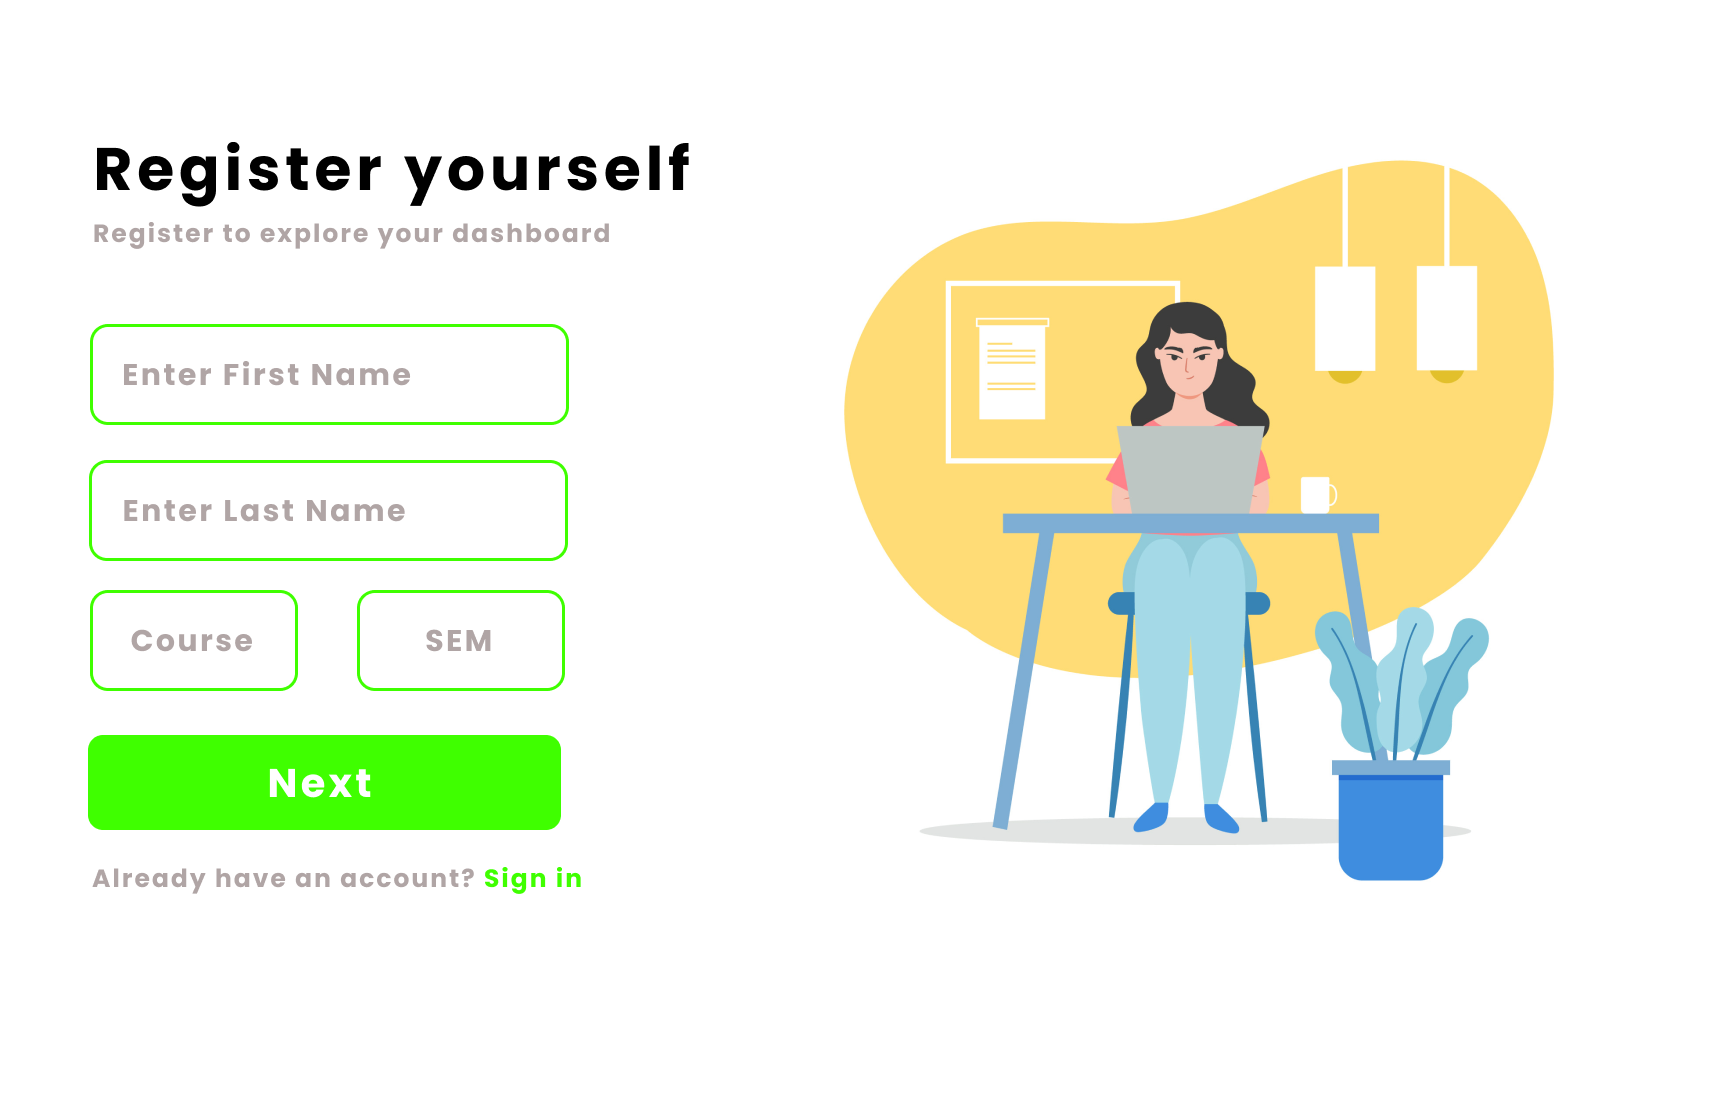 Register yourself
Register to explore your dashboard
Enter First Name
Enter Last Name
Course
SEM
Next
Already have an account? Sign in